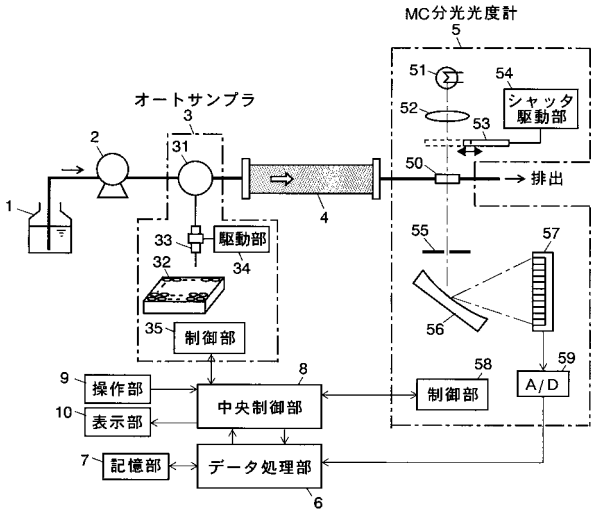 MC分光光度計
5
51
54
シャッタ
駆動部
オートサンプラ
52
3
53
2
31
50
排出
1
4
33
駆動部
55
57
34
32
56
35
制御部
58
59
9
8
操作部
制御部
A/D
10
中央制御部
表示部
7
記憶部
データ処理部
6